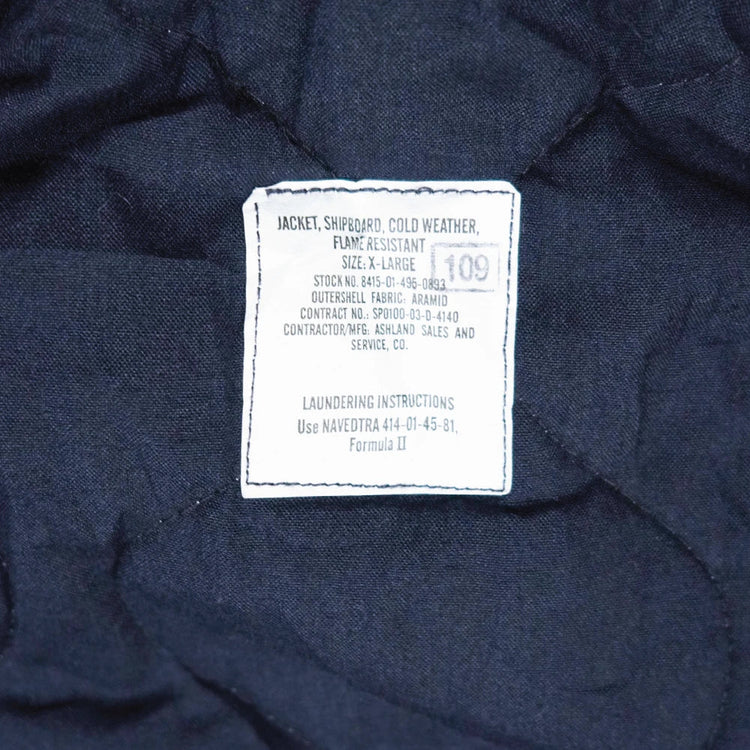 JACKET, SHIPBOARD, COLD WEATHER,
FLAME RESISTANT
SIZE: X-LARGE
109
STOCK NO. 8415-01-496-0893
OUTERSHELL FABRIC: ARAMID
CONTRACT NO.: SP0100-03-D-4140
CONTRACTOR/MFG: ASHLAND SALES AND
SERVICE, CO.
LAUNDERING INSTRUCTIONS
Use NAVEDTRA 414-01-45-81,
Formula II